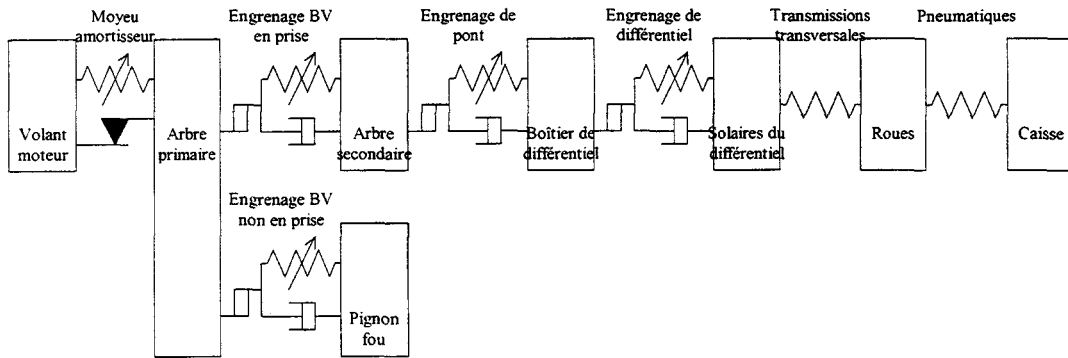 Moyeu
amortisseur
Engrenage BV
en prise
Engrenage de
pont
Engrenage de
différentiel
Transmissions
transversales
Pneumatiques
Volant
moteur
Arbre
primaire
Arbre
secondaire
Boîtier de
différentiel
Solaires du
différentiel
Roues
Caisse
Engrenage BV
non en prise
Pignon
fou